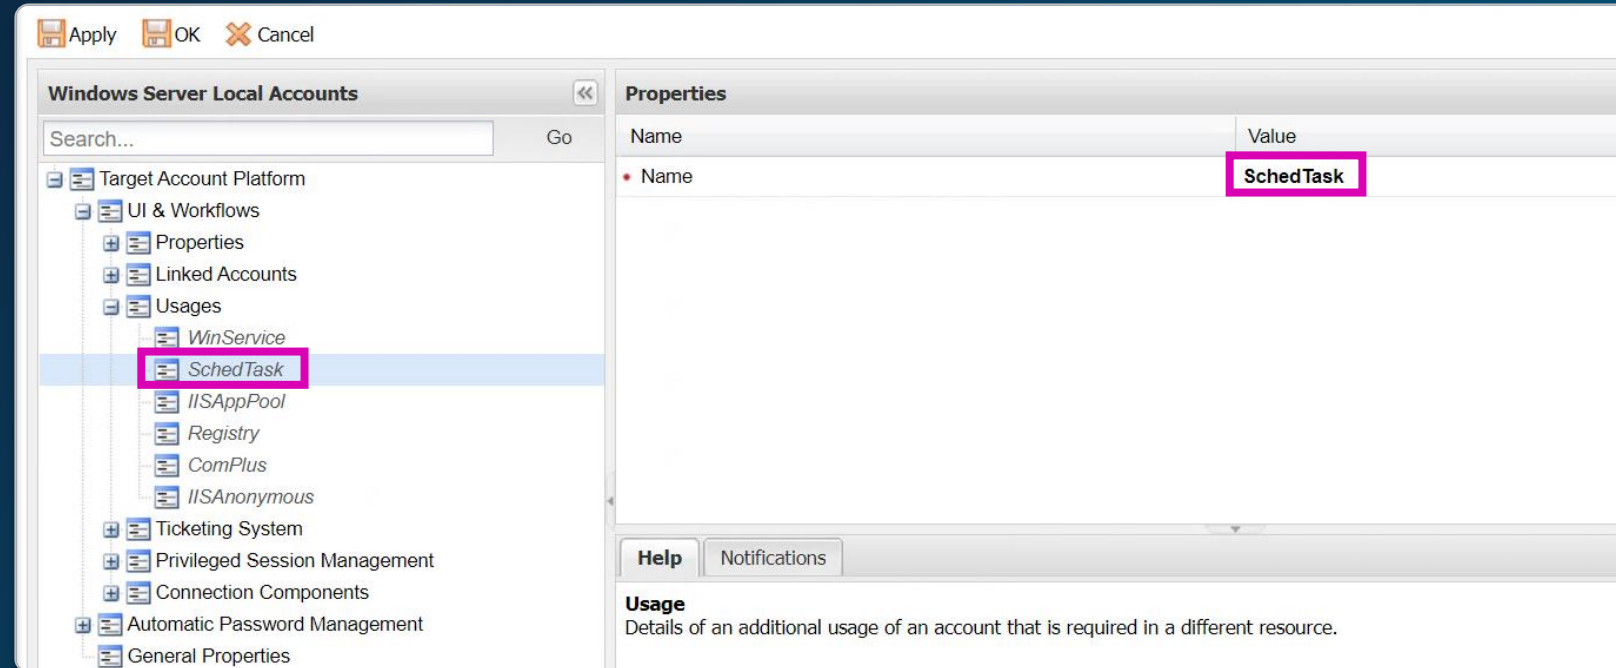 Apply OK Cancel
Windows Server Local Accounts
Search... Go
Target Account Platform
UI & Workflows
Properties
Linked Accounts
Usages
WinService
SchedTask
IISAppPool
Registry
ComPlus
IISAnonymous
Ticketing System
Privileged Session Management
Connection Components
Automatic Password Management
General Properties
Properties
Name Value
Name SchedTask
Help Notifications
Usage
Details of an additional usage of an account that is required in a different resource.